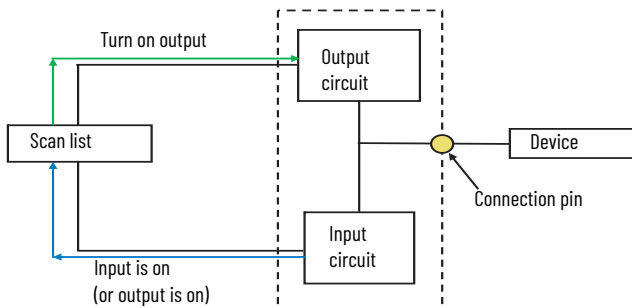 Turn on output
Output
circuit
Scan list
Device
Connection pin
Input
circuit
Input is on
(or output is on)